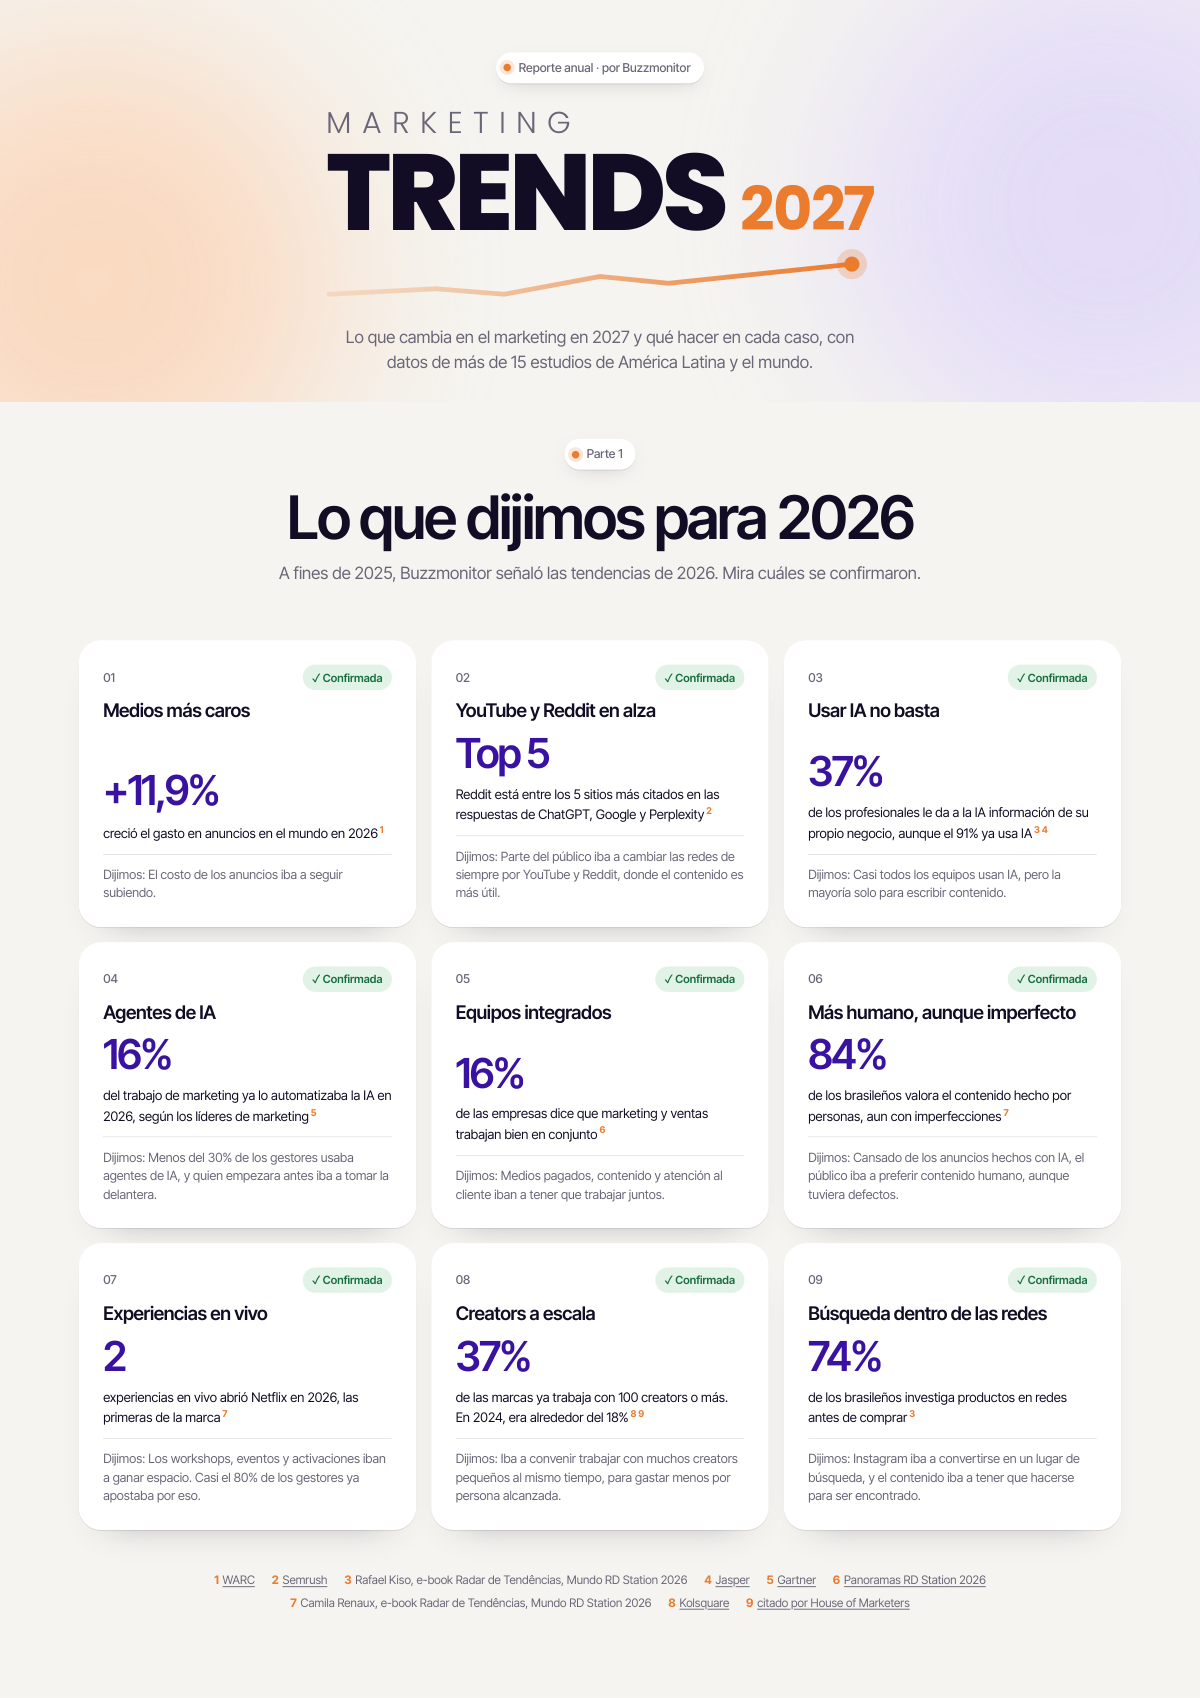 Reporte anual · por Buzzmonitor
MARKETING
TRENDS 2027
Lo que cambia en el marketing en 2027 y qué hacer en cada caso, con
datos de más de 15 estudios de América Latina y el mundo.
Parte 1
Lo que dijimos para 2026
A fines de 2025, Buzzmonitor señaló las tendencias de 2026. Mira cuáles se confirmaron.
01
✓ Confirmada
Medios más caros
+11,9%
creció el gasto en anuncios en el mundo en 2026 1
Dijimos: El costo de los anuncios iba a seguir
subiendo.
02
✓ Confirmada
YouTube y Reddit en alza
Top 5
Reddit está entre los 5 sitios más citados en las
respuestas de ChatGPT, Google y Perplexity 2
Dijimos: Parte del público iba a cambiar las redes de
siempre por YouTube y Reddit, donde el contenido es
más útil.
03
✓ Confirmada
Usar IA no basta
37%
de los profesionales le da a la IA información de su
propio negocio, aunque el 91% ya usa IA 3 4
Dijimos: Casi todos los equipos usan IA, pero la
mayoría solo para escribir contenido.
04
✓ Confirmada
Agentes de IA
16%
del trabajo de marketing ya lo automatizaba la IA en
2026, según los líderes de marketing 5
Dijimos: Menos del 30% de los gestores usaba
agentes de IA, y quien empezara antes iba a tomar la
delantera.
05
✓ Confirmada
Equipos integrados
16%
de las empresas dice que marketing y ventas
trabajan bien en conjunto 6
Dijimos: Medios pagados, contenido y atención al
cliente iban a tener que trabajar juntos.
06
✓ Confirmada
Más humano, aunque imperfecto
84%
de los brasileños valora el contenido hecho por
personas, aun con imperfecciones 7
Dijimos: Cansado de los anuncios hechos con IA, el
público iba a preferir contenido humano, aunque
tuviera defectos.
07
✓ Confirmada
Experiencias en vivo
2
experiencias en vivo abrió Netflix en 2026, las
primeras de la marca 7
Dijimos: Los workshops, eventos y activaciones iban
a ganar espacio. Casi el 80% de los gestores ya
apostaba por eso.
08
✓ Confirmada
Creators a escala
37%
de las marcas ya trabaja con 100 creators o más.
En 2024, era alrededor del 18% 8 9
Dijimos: Iba a convenir trabajar con muchos creators
pequeños al mismo tiempo, para gastar menos por
persona alcanzada.
09
✓ Confirmada
Búsqueda dentro de las redes
74%
de los brasileños investiga productos en redes
antes de comprar 3
Dijimos: Instagram iba a convertirse en un lugar de
búsqueda, y el contenido iba a tener que hacerse
para ser encontrado.
1 WARC 2 Semrush 3 Rafael Kiso, e-book Radar de Tendências, Mundo RD Station 2026 4 Jasper 5 Gartner 6 Panoramas RD Station 2026
7 Camila Renaux, e-book Radar de Tendências, Mundo RD Station 2026 8 Kolsquare 9 citado por House of Marketers